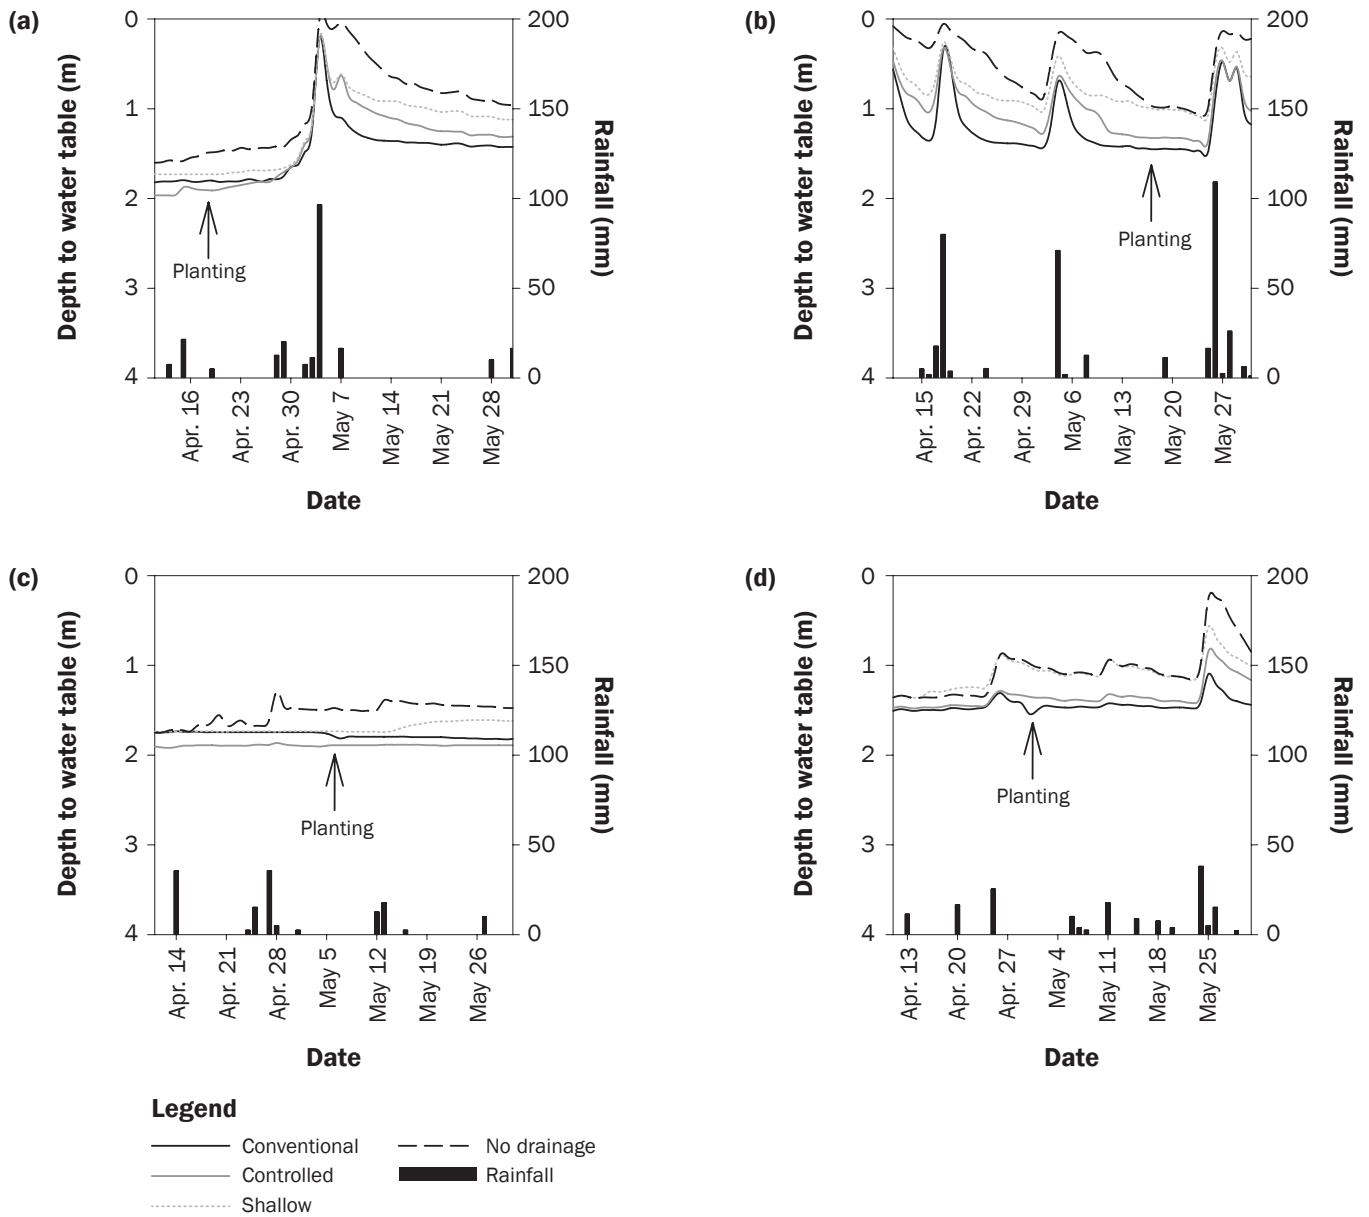 (a)
Depth to water table (m)
0
1
2
3
4
200
150
100
50
0
Rainfall (mm)
Planting
Apr. 16
Apr. 23
Apr. 30
May 7
May 14
May 21
May 28
Date
(b)
Depth to water table (m)
0
1
2
3
4
200
150
100
50
0
Rainfall (mm)
Planting
Apr. 15
Apr. 22
Apr. 29
May 6
May 13
May 20
May 27
Date
(c)
Depth to water table (m)
0
1
2
3
4
200
150
100
50
0
Rainfall (mm)
Planting
Apr. 14
Apr. 21
Apr. 28
May 5
May 12
May 19
May 26
Date
(d)
Depth to water table (m)
0
1
2
3
4
200
150
100
50
0
Rainfall (mm)
Planting
Apr. 13
Apr. 20
Apr. 27
May 4
May 11
May 18
May 25
Date
Legend
Conventional
No drainage
Controlled
Rainfall
Shallow